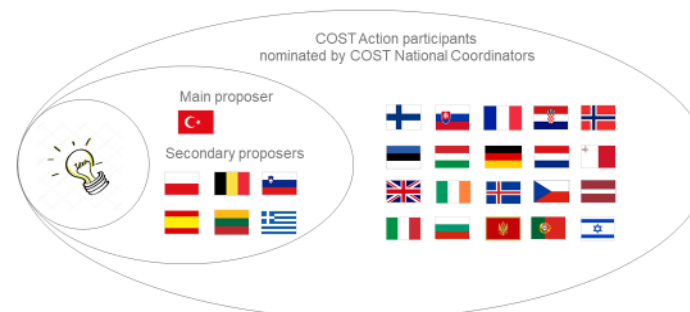 COST Action participants
nominated by COST National Coordinators
Main proposer
Secondary proposers